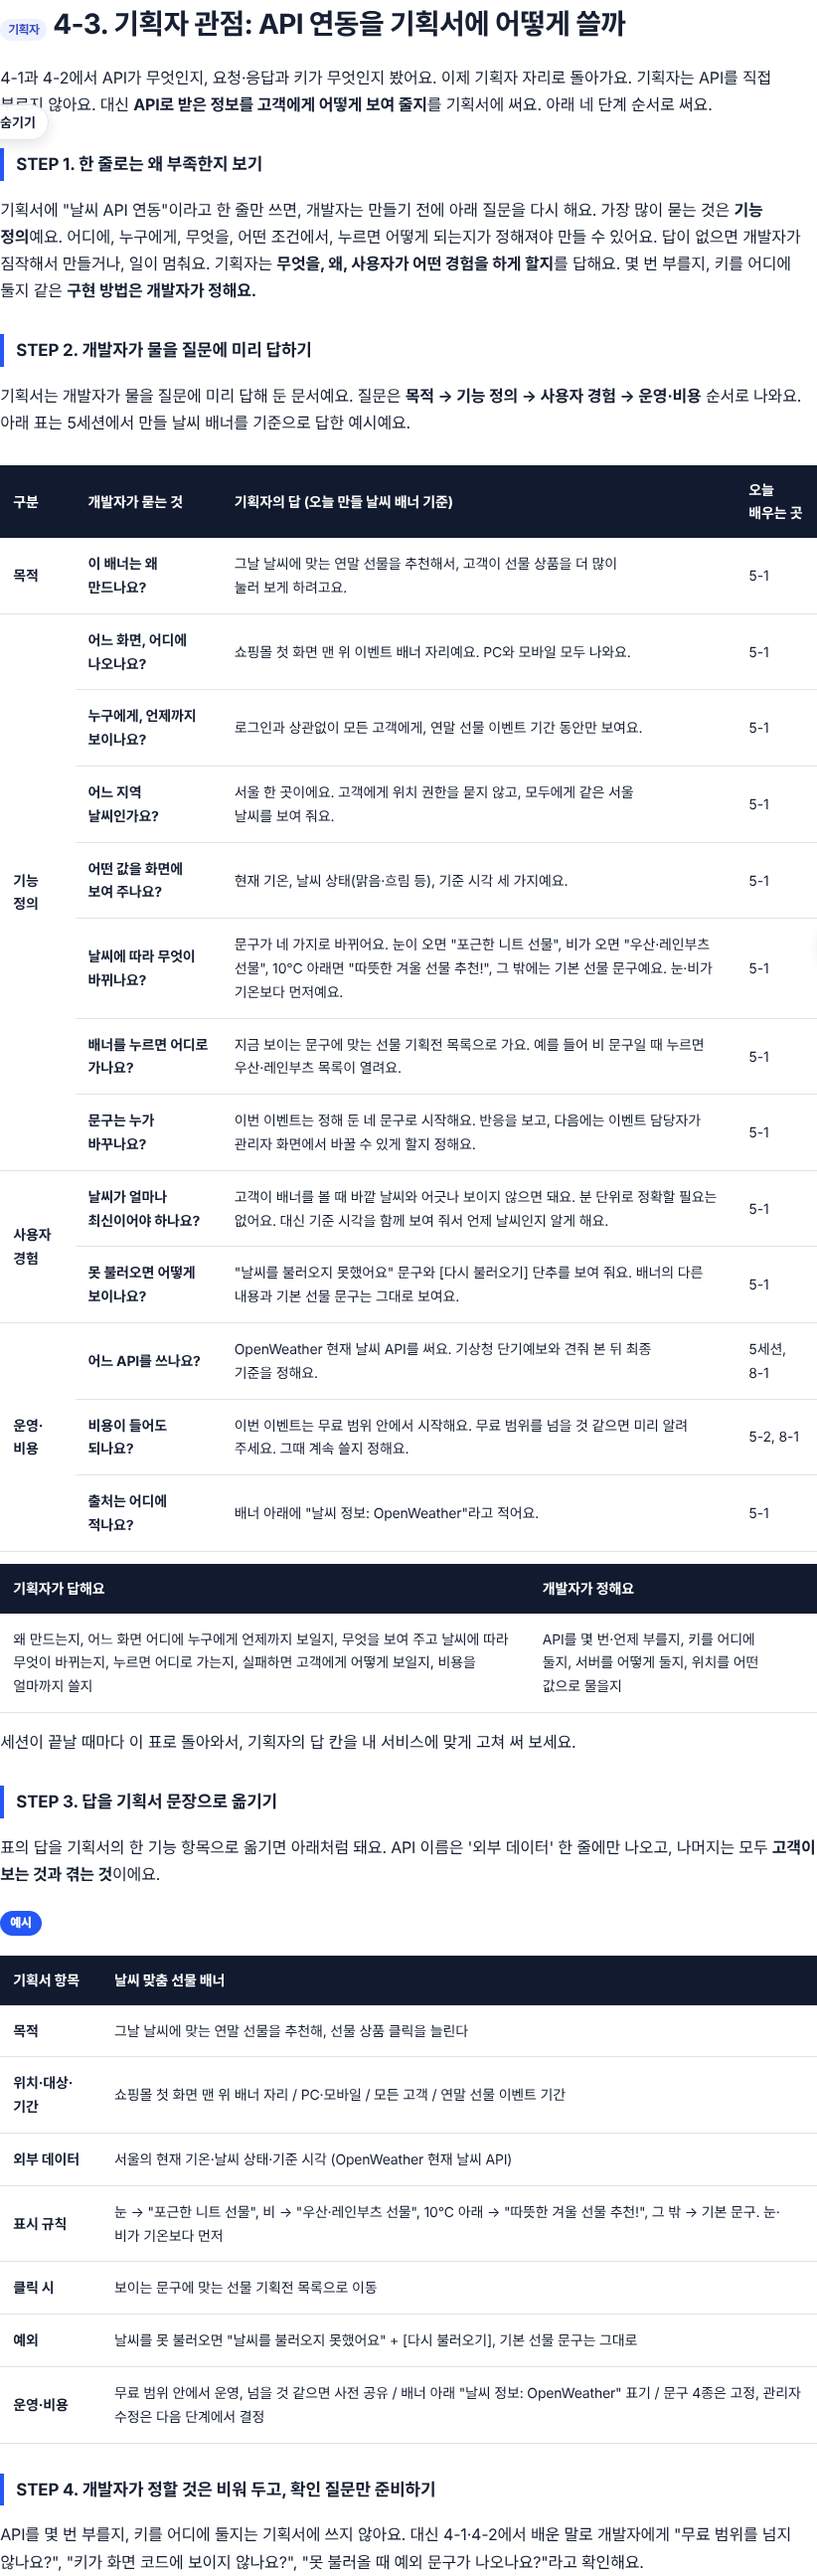 기획자 4-3. 기획자 관점: API 연동을 기획서에 어떻게 쓸까
4-1과 4-2에서 API가 무엇인지, 요청·응답과 키가 무엇인지 봤어요. 이제 기획자 자리로 돌아가요. 기획자는 API를 직접
않아요. 대신 API로 받은 정보를 고객에게 어떻게 보여 줄지를 기획서에 써요. 아래 네 단계 순서로 써요.
숨기기
STEP 1. 한 줄로는 왜 부족한지 보기
기획서에 "날씨 API 연동"이라고 한 줄만 쓰면, 개발자는 만들기 전에 아래 질문을 다시 해요. 가장 많이 묻는 것은 기능
정의예요. 어디에, 누구에게, 무엇을, 어떤 조건에서, 누르면 어떻게 되는지가 정해져야 만들 수 있어요. 답이 없으면 개발자가
짐작해서 만들거나, 일이 멈춰요. 기획자는 무엇을, 왜, 사용자가 어떤 경험을 하게 할지를 답해요. 몇 번 부를지, 키를 어디에
둘지 같은 구현 방법은 개발자가 정해요.
STEP 2. 개발자가 물을 질문에 미리 답하기
기획서는 개발자가 물을 질문에 미리 답해 둔 문서예요. 질문은 목적 → 기능 정의 → 사용자 경험 → 운영·비용 순서로 나와요.
아래 표는 5세션에서 만들 날씨 배너를 기준으로 답한 예시예요.
구분
개발자가 묻는 것
기획자의 답 (오늘 만들 날씨 배너 기준)
오늘
배우는 곳
목적
이 배너는 왜
만드나요?
그날 날씨에 맞는 연말 선물을 추천해서, 고객이 선물 상품을 더 많이
눌러 보게 하려고요.
5-1
기능
정의
어느 화면, 어디에
나오나요?
쇼핑몰 첫 화면 맨 위 이벤트 배너 자리예요. PC와 모바일 모두 나와요.
5-1
누구에게, 언제까지
보이나요?
로그인과 상관없이 모든 고객에게, 연말 선물 이벤트 기간 동안만 보여요.
5-1
어느 지역
날씨인가요?
서울 한 곳이에요. 고객에게 위치 권한을 묻지 않고, 모두에게 같은 서울
날씨를 보여 줘요.
5-1
어떤 값을 화면에
보여 주나요?
현재 기온, 날씨 상태(맑음·흐림 등), 기준 시각 세 가지예요.
5-1
날씨에 따라 무엇이
바뀌나요?
문구가 네 가지로 바뀌어요. 눈이 오면 "포근한 니트 선물", 비가 오면 "우산·레인부츠
선물", 10°C 아래면 "따뜻한 겨울 선물 추천!", 그 밖에는 기본 선물 문구예요. 눈·비가
기온보다 먼저예요.
5-1
배너를 누르면 어디로
가나요?
지금 보이는 문구에 맞는 선물 기획전 목록으로 가요. 예를 들어 비 문구일 때 누르면
우산·레인부츠 목록이 열려요.
5-1
문구는 누가
바꾸나요?
이번 이벤트는 정해 둔 네 문구로 시작해요. 반응을 보고, 다음에는 이벤트 담당자가
관리자 화면에서 바꿀 수 있게 할지 정해요.
5-1
사용자
경험
날씨가 얼마나
최신이어야 하나요?
고객이 배너를 볼 때 바깥 날씨와 어긋나 보이지 않으면 돼요. 분 단위로 정확할 필요는
없어요. 대신 기준 시각을 함께 보여 줘서 언제 날씨인지 알게 해요.
5-1
못 불러오면 어떻게
보이나요?
"날씨를 불러오지 못했어요" 문구와 [다시 불러오기] 단추를 보여 줘요. 배너의 다른
내용과 기본 선물 문구는 그대로 보여요.
5-1
운영·
비용
어느 API를 쓰나요?
OpenWeather 현재 날씨 API를 써요. 기상청 단기예보와 견줘 본 뒤 최종
기준을 정해요.
5세션,
8-1
비용이 들어도
되나요?
이번 이벤트는 무료 범위 안에서 시작해요. 무료 범위를 넘을 것 같으면 미리 알려
주세요. 그때 계속 쓸지 정해요.
5-2, 8-1
출처는 어디에
적나요?
배너 아래에 "날씨 정보: OpenWeather"라고 적어요.
5-1
기획자가 답해요
개발자가 정해요
왜 만드는지, 어느 화면 어디에 누구에게 언제까지 보일지, 무엇을 보여 주고 날씨에 따라
무엇이 바뀌는지, 누르면 어디로 가는지, 실패하면 고객에게 어떻게 보일지, 비용을
얼마까지 쓸지
API를 몇 번·언제 부를지, 키를 어디에
둘지, 서버를 어떻게 둘지, 위치를 어떤
값으로 물을지
세션이 끝날 때마다 이 표로 돌아와서, 기획자의 답 칸을 내 서비스에 맞게 고쳐 써 보세요.
STEP 3. 답을 기획서 문장으로 옮기기
표의 답을 기획서의 한 기능 항목으로 옮기면 아래처럼 돼요. API 이름은 '외부 데이터' 한 줄에만 나오고, 나머지는 모두 고객이
보는 것과 겪는 것이에요.
예시
기획서 항목
날씨 맞춤 선물 배너
목적
그날 날씨에 맞는 연말 선물을 추천해, 선물 상품 클릭을 늘린다
위치·대상·
기간
쇼핑몰 첫 화면 맨 위 배너 자리 / PC·모바일 / 모든 고객 / 연말 선물 이벤트 기간
외부 데이터
서울의 현재 기온·날씨 상태·기준 시각 (OpenWeather 현재 날씨 API)
표시 규칙
눈 → "포근한 니트 선물", 비 → "우산·레인부츠 선물", 10°C 아래 → "따뜻한 겨울 선물 추천!", 그 밖 → 기본 문구. 눈·
비가 기온보다 먼저
클릭 시
보이는 문구에 맞는 선물 기획전 목록으로 이동
예외
날씨를 못 불러오면 "날씨를 불러오지 못했어요" + [다시 불러오기], 기본 선물 문구는 그대로
운영·비용
무료 범위 안에서 운영, 넘을 것 같으면 사전 공유 / 배너 아래 "날씨 정보: OpenWeather" 표기 / 문구 4종은 고정, 관리자
수정은 다음 단계에서 결정
STEP 4. 개발자가 정할 것은 비워 두고, 확인 질문만 준비하기
API를 몇 번 부를지, 키를 어디에 둘지는 기획서에 쓰지 않아요. 대신 4-1·4-2에서 배운 말로 개발자에게 "무료 범위를 넘지
않나요?", "키가 화면 코드에 보이지 않나요?", "못 불러올 때 예외 문구가 나오나요?"라고 확인해요.